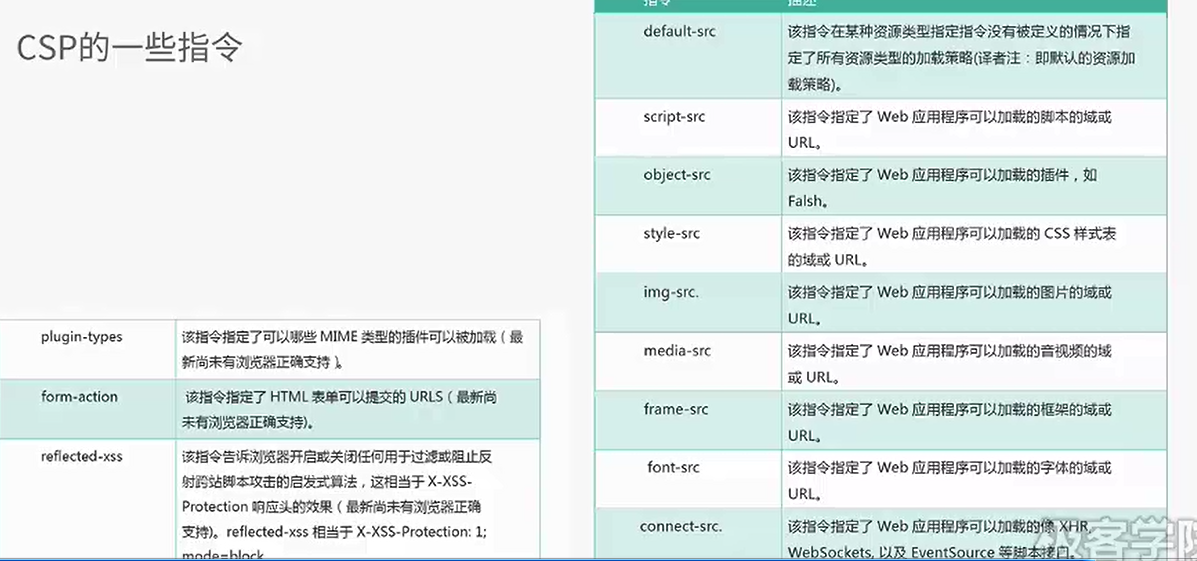 CSP的一些指令
指令 描述
default-src 该指令在某种资源类型指定指令没有被定义的情况下指
定了所有资源类型的加载策略(译者注：即默认的资源加
载策略)。
script-src 该指令指定了 Web 应用程序可以加载的脚本的域或
URL。
object-src 该指令指定了 Web 应用程序可以加载的插件，如
Falsh。
style-src 该指令指定了 Web 应用程序可以加载的 CSS 样式表
的域或 URL。
img-src. 该指令指定了 Web 应用程序可以加载的图片的域或
URL。
media-src 该指令指定了 Web 应用程序可以加载的音视频的域
或 URL。
frame-src 该指令指定了 Web 应用程序可以加载的框架的域或
URL。
font-src 该指令指定了 Web 应用程序可以加载的字体的域或
URL。
connect-src. 该指令指定了 Web 应用程序可以加载的像 XHR、
WebSockets, 以及 EventSource 等脚本接口。
plugin-types 该指令指定了可以哪些 MIME 类型的插件可以被加载（最
新尚未有浏览器正确支持）。
form-action 该指令指定了 HTML 表单可以提交的 URLS（最新尚
未有浏览器正确支持)。
reflected-xss 该指令告诉浏览器开启或关闭任何用于过滤或阻止反
射跨站脚本攻击的启发式算法，这相当于 X-XSS-
Protection 响应头的效果（最新尚未有浏览器正确
支持)。reflected-xss 相当于 X-XSS-Protection: 1;
mode=block
极客学院